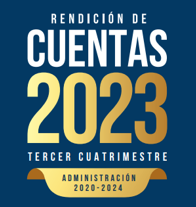 RENDICIÓN DE
CUENTAS
2023
TERCER CUATRIMESTRE
ADMINISTRACIÓN
2020-2024